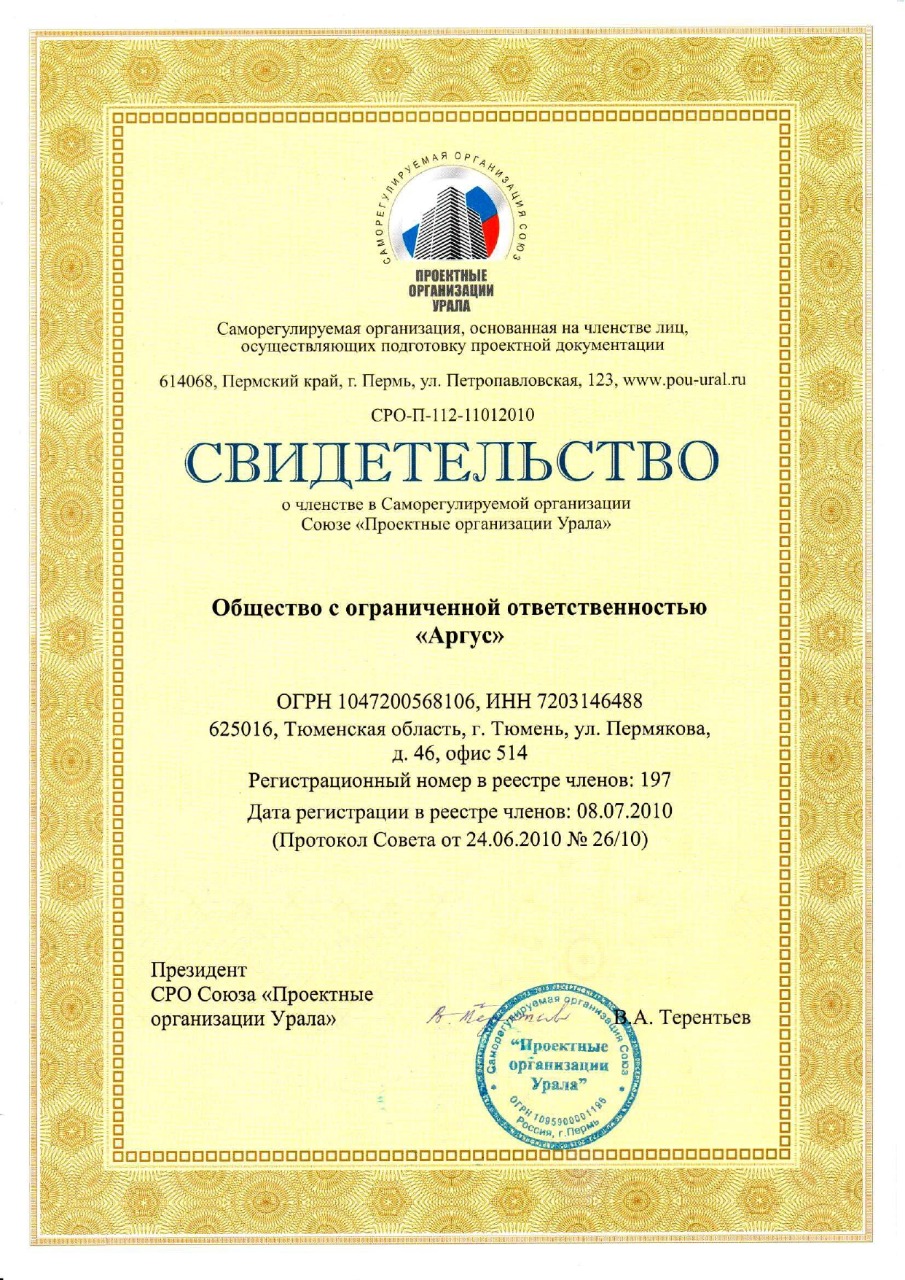 САМОРЕГУЛИРУЕМАЯ ОРГАНИЗАЦИЯ СОЮЗ
ПРОЕКТНЫЕ
ОРГАНИЗАЦИИ
УРАЛА
Саморегулируемая организация, основанная на членстве лиц,
осуществляющих подготовку проектной документации
614068, Пермский край, г. Пермь, ул. Петропавловская, 123, www.pou-ural.ru
СРО-П-112-11012010
СВИДЕТЕЛЬСТВО
о членстве в Саморегулируемой организации
Союзе «Проектные организации Урала»
Общество с ограниченной ответственностью
«Аргус»
ОГРН 1047200568106, ИНН 7203146488
625016, Тюменская область, г. Тюмень, ул. Пермякова,
д. 46, офис 514
Регистрационный номер в реестре членов: 197
Дата регистрации в реестре членов: 08.07.2010
(Протокол Совета от 24.06.2010 № 26/10)
Президент
СРО Союза «Проектные
организации Урала»
В.А. Терентьев
Саморегулируемая организация Союз
“Проектные
организации
Урала”
ОГРН 1095900001196
Россия, г.Пермь